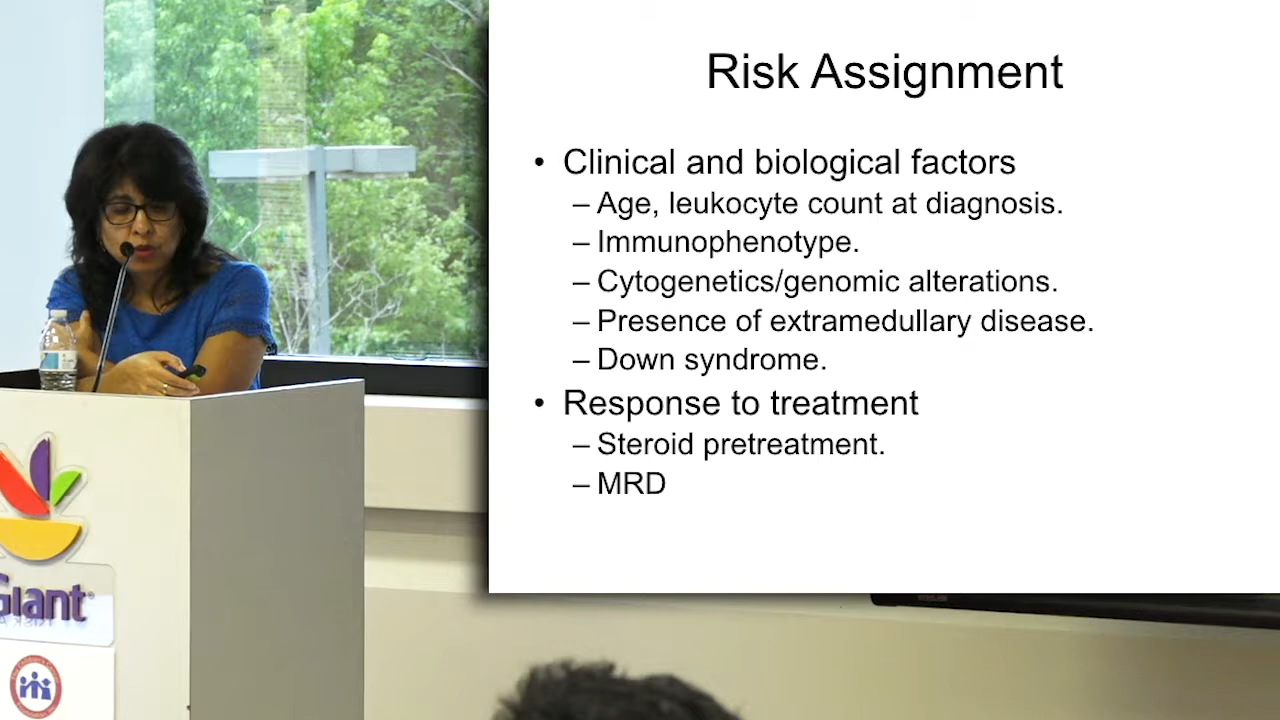 Risk Assignment
• Clinical and biological factors
– Age, leukocyte count at diagnosis.
– Immunophenotype.
– Cytogenetics/genomic alterations.
– Presence of extramedullary disease.
– Down syndrome.
• Response to treatment
– Steroid pretreatment.
– MRD
Giant